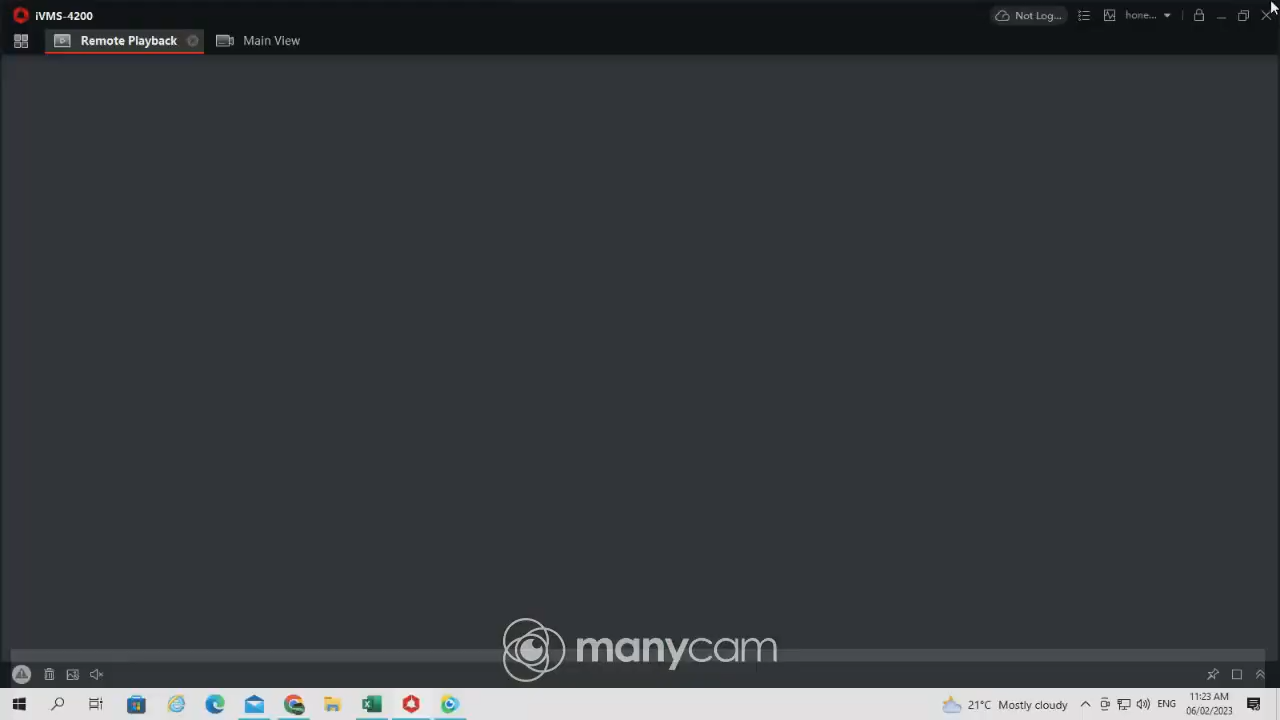 iVMS-4200
Not Log...
hone...
Remote Playback
Main View
manycam
21°C Mostly cloudy
ENG
11:23 AM
06/02/2023